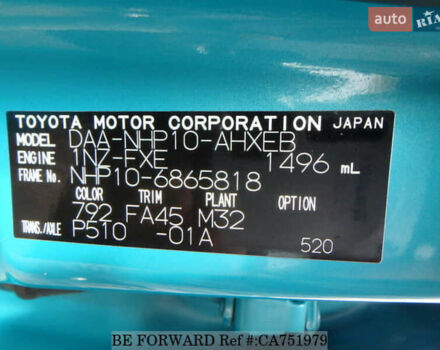 auto RIA
TOYOTA MOTOR CORPORATION JAPAN
MODEL DAA-NHP10-AHXEB
ENGINE 1NZ-FXE 1496 mL
FRAME No. NHP10-6865818
COLOR TRIM PLANT OPTION
792 FA45 M32
TRANS./AXLE P510 -01A 520
BE FORWARD Ref #:CA751979